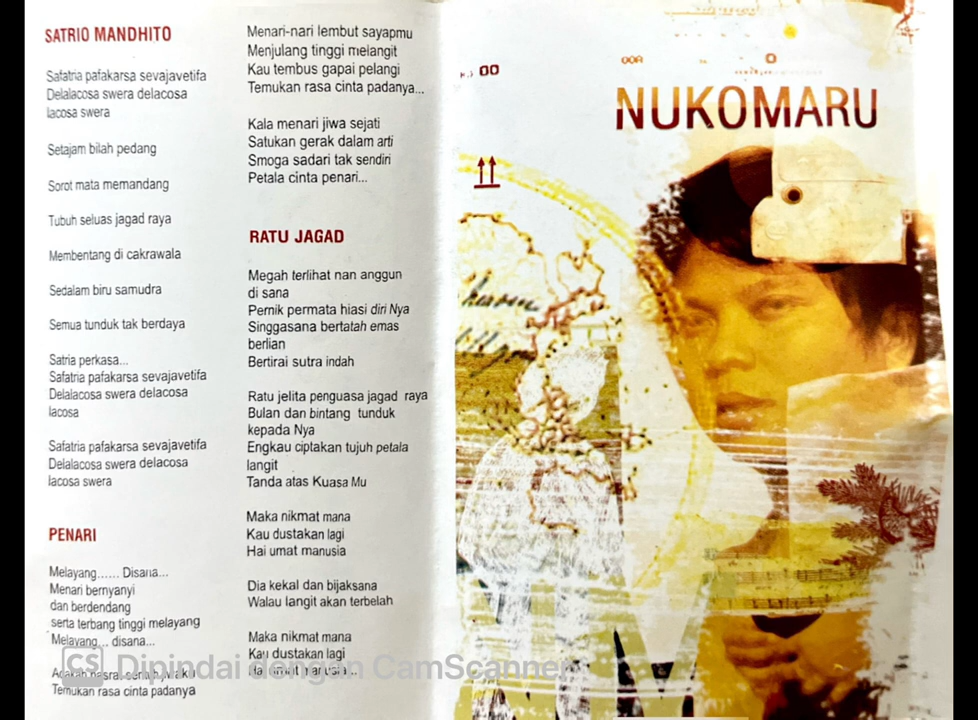 SATRIO MANDHITO
Safatria pafakarsa sevajavetifa
Delalacosa swera delacosa
lacosa swera
Setajam bilah pedang
Sorot mata memandang
Tubuh seluas jagad raya
Membentang di cakrawala
Sedalam biru samudra
Semua tunduk tak berdaya
Satria perkasa...
Safatria pafakarsa sevajavetifa
Delalacosa swera delacosa
lacosa
Safatria pafakarsa sevajavetifa
Delalacosa swera delacosa
lacosa swera
PENARI
Melayang...... Disana...
Menari bernyanyi
dan berdendang
serta terbang tinggi melayang
Melayang... disana...
Temukan rasa cinta padanya
Menari-nari lembut sayapmu
Menjulang tinggi melangit
Kau tembus gapai pelangi
Temukan rasa cinta padanya...
Kala menari jiwa sejati
Satukan gerak dalam arti
Smoga sadari tak sendiri
Petala cinta penari...
RATU JAGAD
Megah terlihat nan anggun
di sana
Pernik permata hiasi diri Nya
Singgasana bertatah emas
berlian
Bertirai sutra indah
Ratu jelita penguasa jagad raya
Bulan dan bintang tunduk
kepada Nya
Engkau ciptakan tujuh petala
langit
Tanda atas Kuasa Mu
Maka nikmat mana
Kau dustakan lagi
Hai umat manusia
Dia kekal dan bijaksana
Walau langit akan terbelah
Maka nikmat mana
Kau dustakan lagi
Hai umat manusia...
00
NUKOMARU
CS Dipindai dengan CamScanner